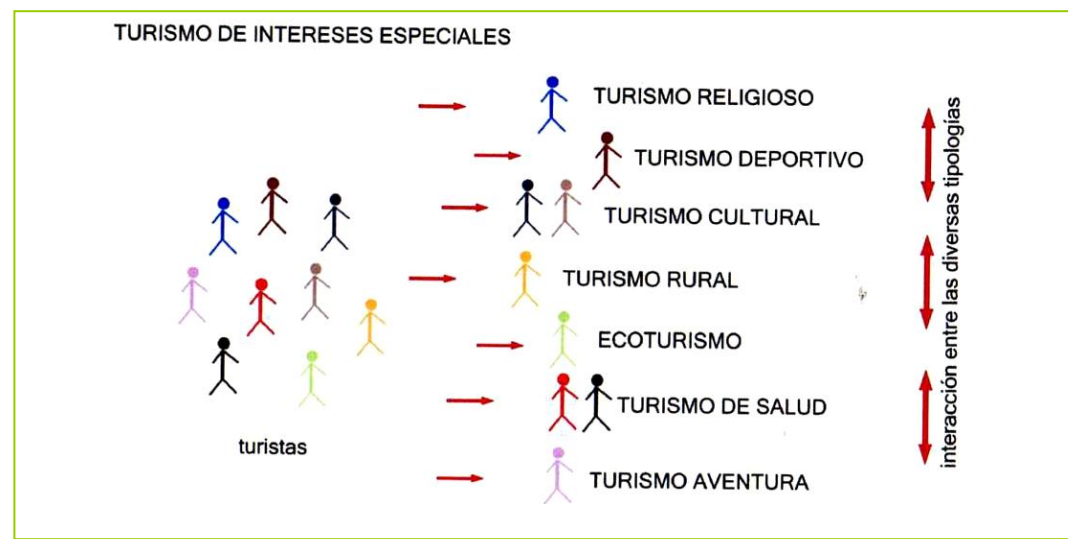 TURISMO DE INTERESES ESPECIALES
TURISMO RELIGIOSO
TURISMO DEPORTIVO
TURISMO CULTURAL
TURISMO RURAL
ECOTURISMO
TURISMO DE SALUD
TURISMO AVENTURA
turistas
interacción entre las diversas tipologías